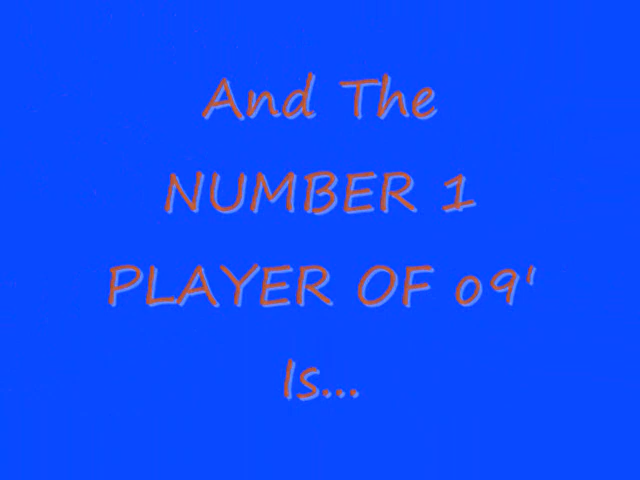 And The
NUMBER 1
PLAYER OF 09'
Is...